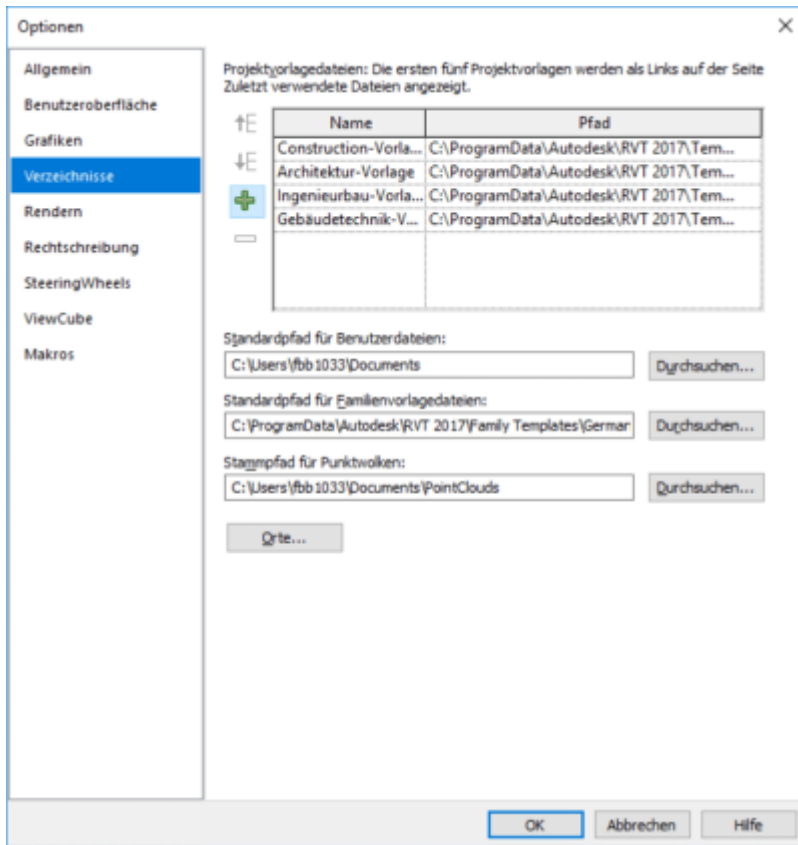 Optionen
Allgemein
Benutzeroberfläche
Grafiken
Verzeichnisse
Rendern
Rechtschreibung
SteeringWheels
ViewCube
Makros
Projektvorlagedateien: Die ersten fünf Projektvorlagen werden als Links auf der Seite
Zuletzt verwendete Dateien angezeigt.
Name Pfad
Construction-Vorla... C:\ProgramData\Autodesk\RVT 2017\Tem...
Architektur-Vorlage C:\ProgramData\Autodesk\RVT 2017\Tem...
Ingenieurbau-Vorla... C:\ProgramData\Autodesk\RVT 2017\Tem...
Gebäudetechnik-V... C:\ProgramData\Autodesk\RVT 2017\Tem...
Standardpfad für Benutzerdateien:
C:\Users\fbb1033\Documents Durchsuchen...
Standardpfad für Familienvorlagedateien:
C:\ProgramData\Autodesk\RVT 2017\Family Templates\German Durchsuchen...
Stammpfad für Punktwolken:
C:\Users\fbb1033\Documents\PointClouds Durchsuchen...
Orte...
OK Abbrechen Hilfe